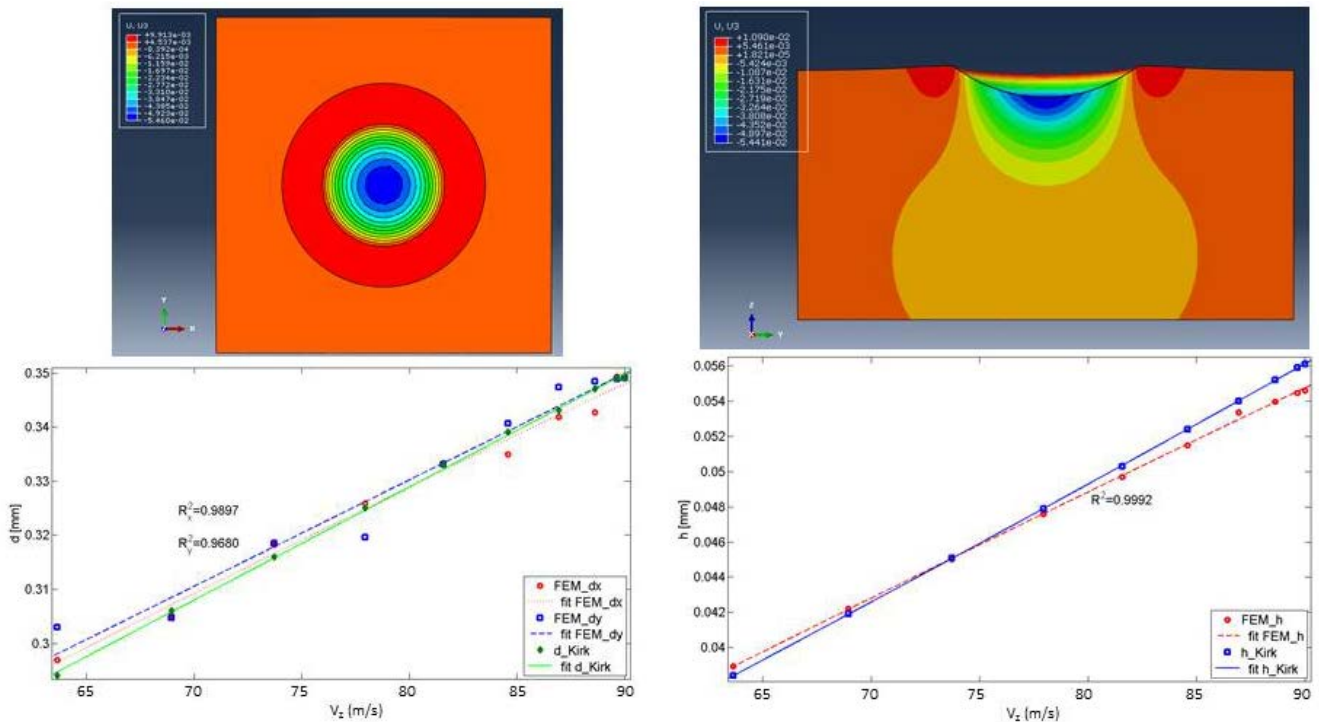 U, U3
+9.913e-03
+4.537e-03
-8.392e-04
-6.215e-03
-1.159e-02
-1.697e-02
-2.234e-02
-2.772e-02
-3.310e-02
-3.847e-02
-4.385e-02
-4.923e-02
-5.460e-02
Y
X
Z
U, U3
+1.090e-02
+5.461e-03
+1.821e-05
-5.424e-03
-1.087e-02
-1.631e-02
-2.175e-02
-2.719e-02
-3.264e-02
-3.808e-02
-4.352e-02
-4.897e-02
-5.441e-02
Z
X
Y
0.35
0.34
0.33
0.32
0.31
0.3
d [mm]
R²x=0.9897
R²y=0.9680
FEM_dx
fit FEM_dx
FEM_dy
fit FEM_dy
d_Kirk
fit d_Kirk
65 70 75 80 85 90
Vz (m/s)
0.056
0.054
0.052
0.05
0.048
0.046
0.044
0.042
0.04
h [mm]
R²=0.9992
FEM_h
fit FEM_h
h_Kirk
fit h_Kirk
65 70 75 80 85 90
Vz (m/s)